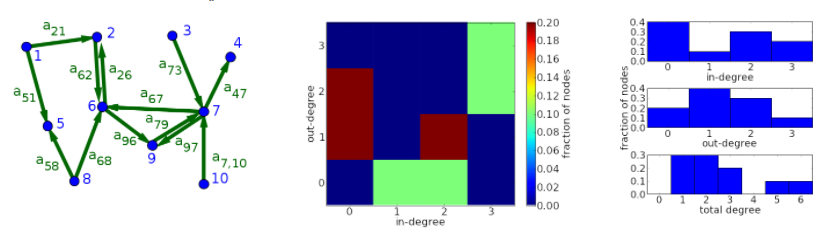 a21
2
3
4
1
a62
a26
a73
a51
a67
a47
6
7
5
a79
a96
9
a97
a58
a68
a7,10
8
10
out-degree
3
2
1
0
0 1 2 3
in-degree
0.20
0.18
0.16
0.14
0.12
0.10
0.08
0.06
0.04
0.02
0.00
fraction of nodes
fraction of nodes
0.4
0.3
0.2
0.1
0.0
0 1 2 3
in-degree
0.4
0.3
0.2
0.1
0.0
0 1 2 3
out-degree
0.3
0.2
0.1
0.0
0 1 2 3 4 5 6
total degree